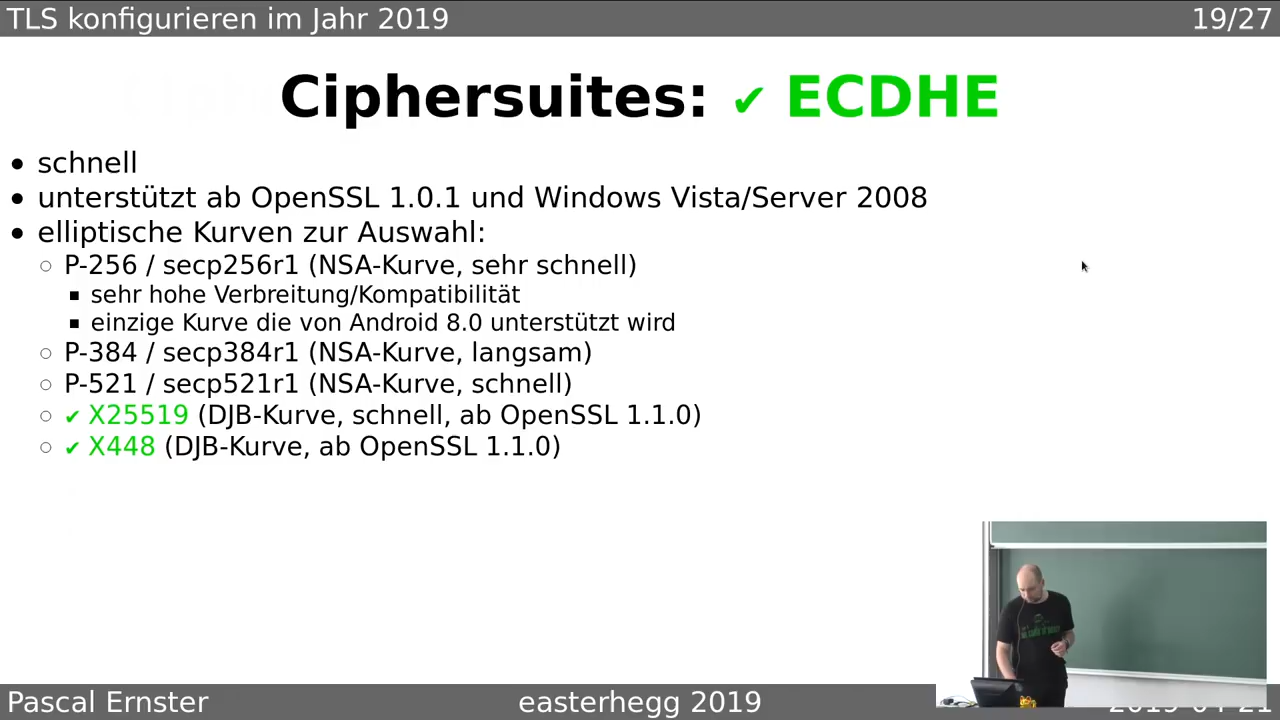 TLS konfigurieren im Jahr 2019
19/27
Ciphersuites: ✔ ECDHE
• schnell
• unterstützt ab OpenSSL 1.0.1 und Windows Vista/Server 2008
• elliptische Kurven zur Auswahl:
○ P-256 / secp256r1 (NSA-Kurve, sehr schnell)
▪ sehr hohe Verbreitung/Kompatibilität
▪ einzige Kurve die von Android 8.0 unterstützt wird
○ P-384 / secp384r1 (NSA-Kurve, langsam)
○ P-521 / secp521r1 (NSA-Kurve, schnell)
○ ✔ X25519 (DJB-Kurve, schnell, ab OpenSSL 1.1.0)
○ ✔ X448 (DJB-Kurve, ab OpenSSL 1.1.0)
Pascal Ernster
easterhegg 2019
2019-04-21